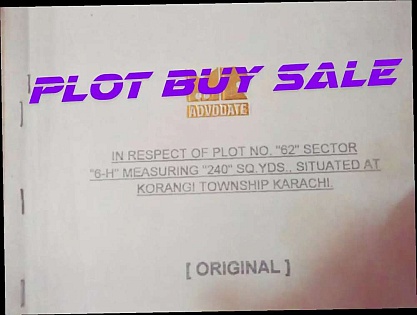 PLOT BUY SALE
ADVODATE
IN RESPECT OF PLOT NO. "62" SECTOR
"6-H" MEASURING "240" SQ.YDS., SITUATED AT
KORANGI TOWNSHIP KARACHI.
[ ORIGINAL ]